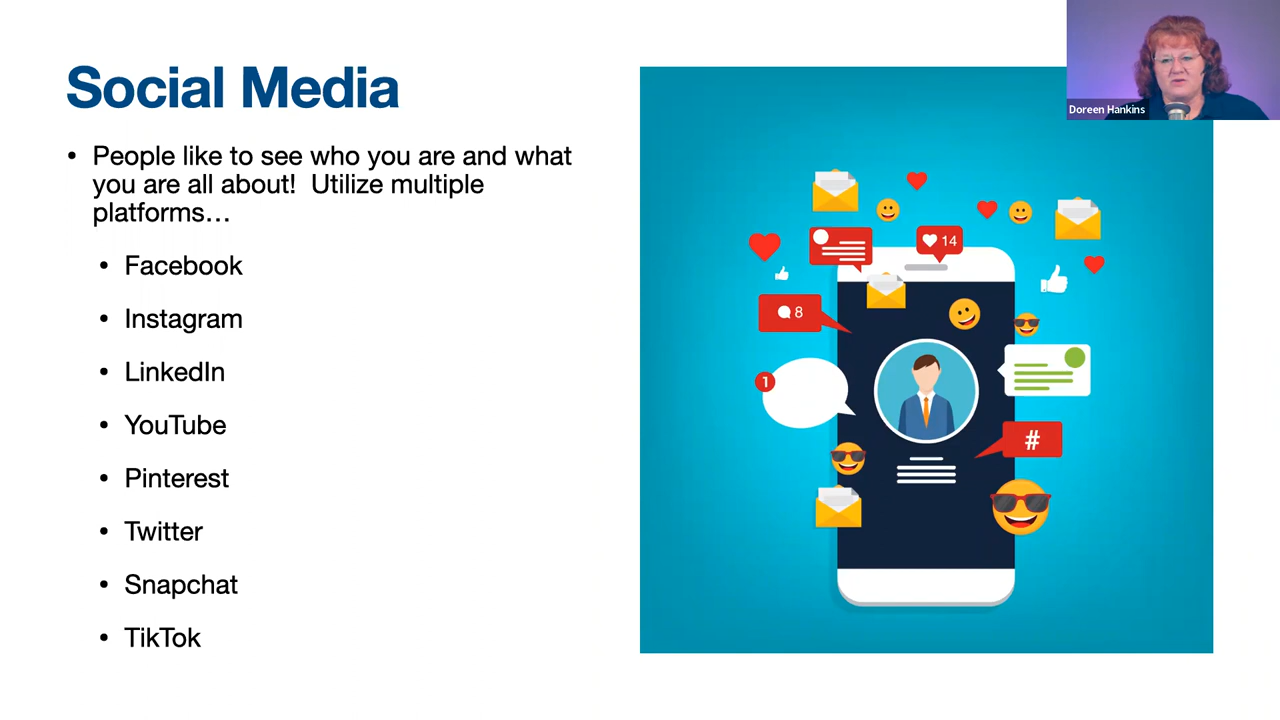 Social Media
• People like to see who you are and what
you are all about!  Utilize multiple
platforms...
• Facebook
• Instagram
• LinkedIn
• YouTube
• Pinterest
• Twitter
• Snapchat
• TikTok
14
8
1
#
Doreen Hankins